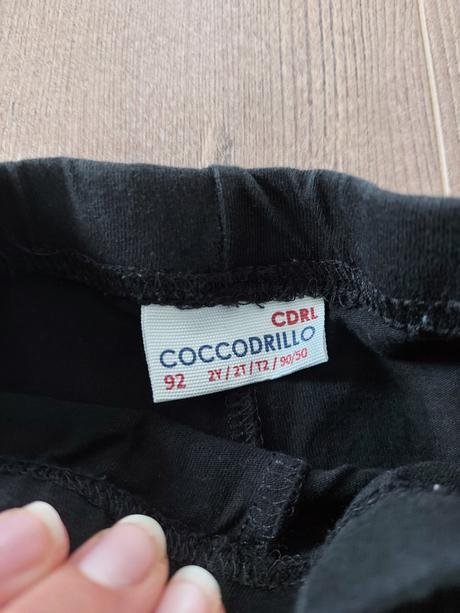 CDRL
COCCODRILLO
92 2Y / 2T / T2 / 90/50